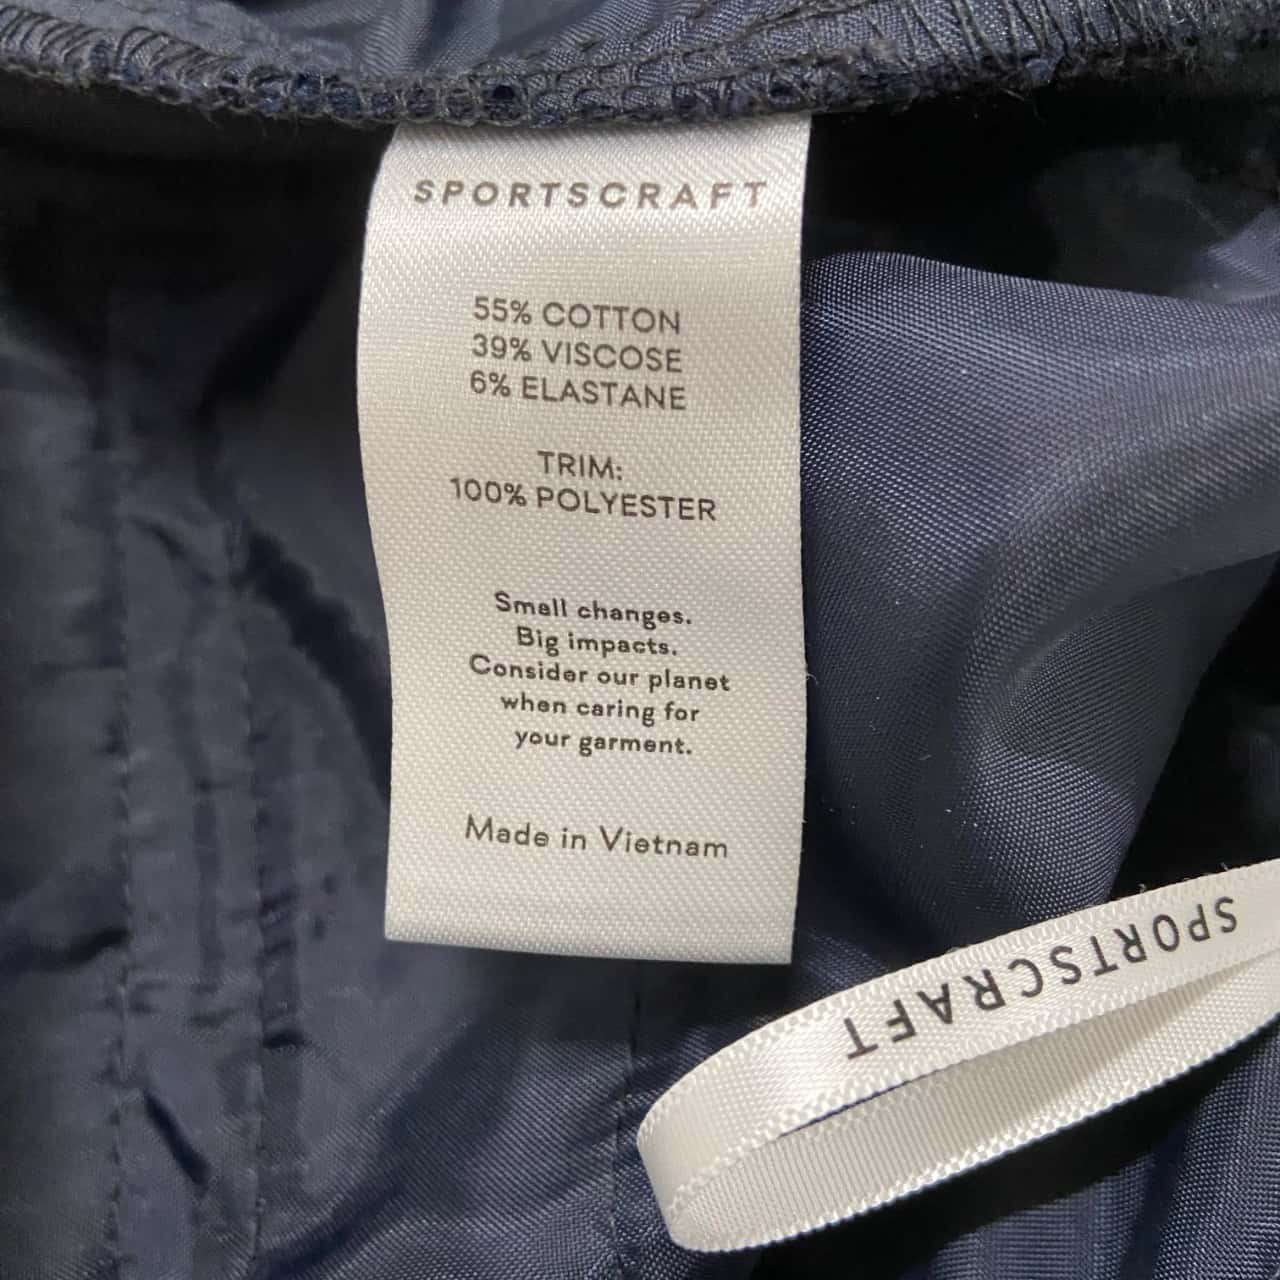 SPORTSCRAFT
55% COTTON
39% VISCOSE
6% ELASTANE
TRIM:
100% POLYESTER
Small changes.
Big impacts.
Consider our planet
when caring for
your garment.
Made in Vietnam
SPORTSCRAFT